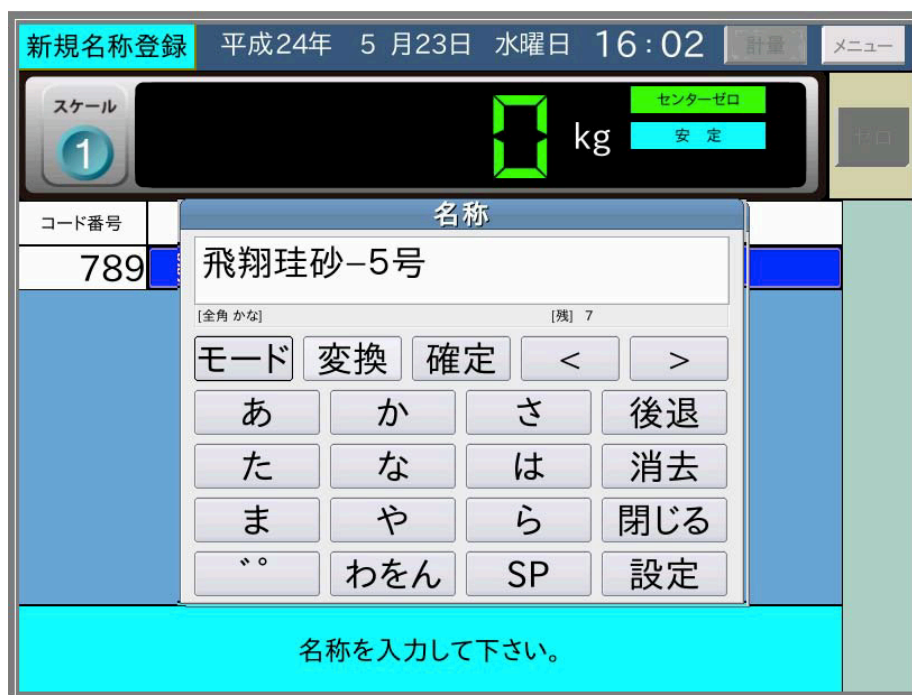 新規名称登録 平成24年 5月23日 水曜日 16:02 計量 メニュー
スケール
1
0 kg
センターゼロ
安 定
ゼロ
コード番号
789
名称
飛翔珪砂−5号
[全角 かな] [残] 7
モード 変換 確定 < >
あ か さ 後退
た な は 消去
ま や ら 閉じる
゛゜ わをん SP 設定
名称を入力して下さい。